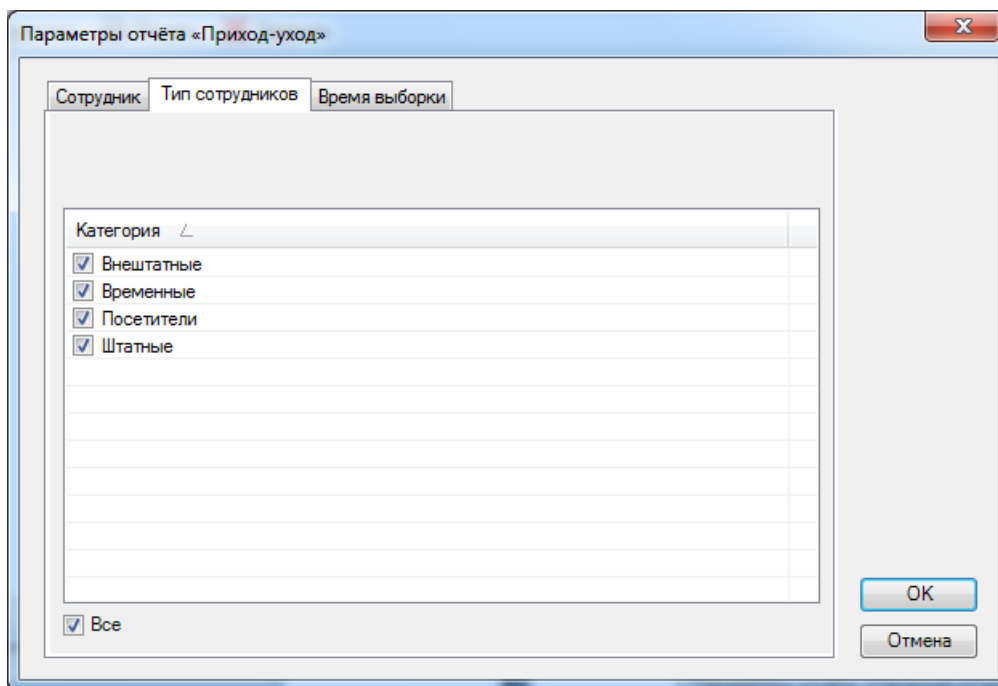 Параметры отчёта «Приход-уход»
Сотрудник Тип сотрудников Время выборки
Категория
Внештатные
Временные
Посетители
Штатные
Все
OK
Отмена